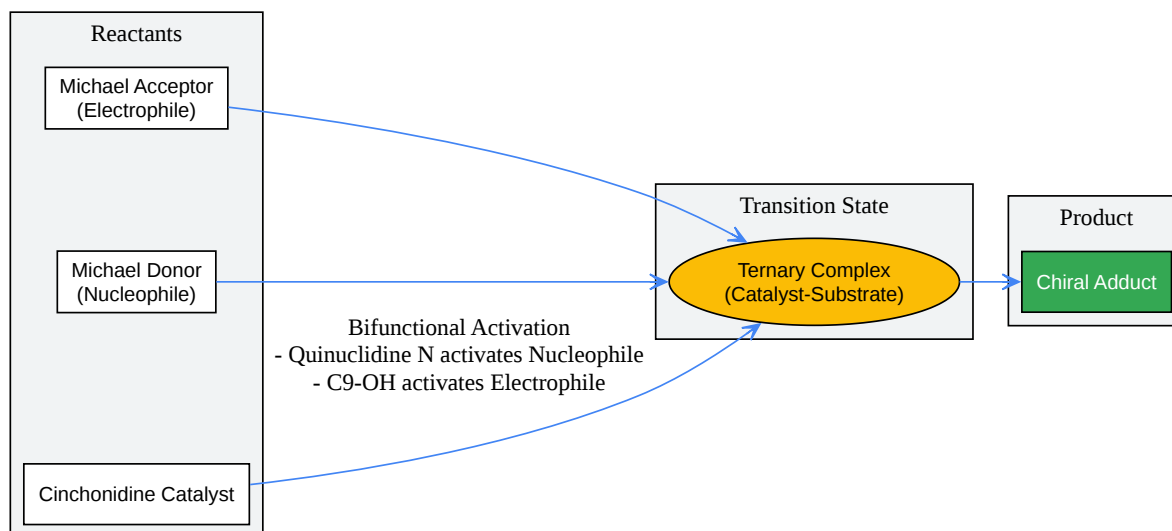 Reactants
Michael Acceptor
(Electrophile)
Michael Donor
(Nucleophile)
Cinchonidine Catalyst
Bifunctional Activation
- Quinuclidine N activates Nucleophile
- C9-OH activates Electrophile
Transition State
Ternary Complex
(Catalyst-Substrate)
Product
Chiral Adduct